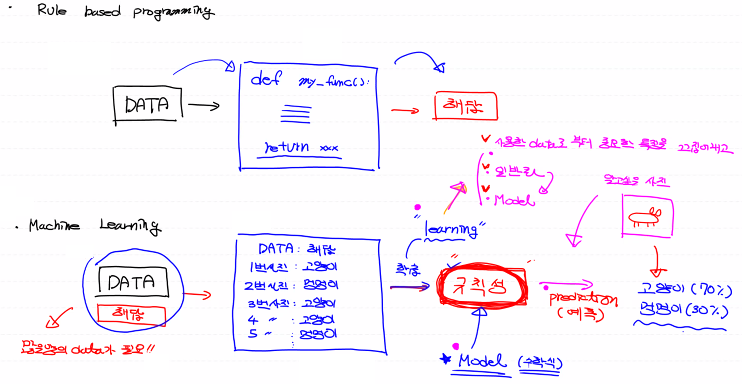 · Rule based programming
DATA
def my_func():
return xxx
해답
✓ 사용한 data로 부터 중요한 특징을 끄집어내고
✓ 일반화
✓ Model
알고싶은 사진
· Machine Learning
DATA
해답
많은양의 data가 필요!!
DATA : 해답
1번사진 : 고양이
2번사진 : 멍멍이
3번사진 : 고양이
4 〃 : 고양이
5 〃 : 멍멍이
학습
"learning"
"규칙성"
prediction
(예측)
고양이 (70%)
멍멍이 (30%)
★ Model (수학식)